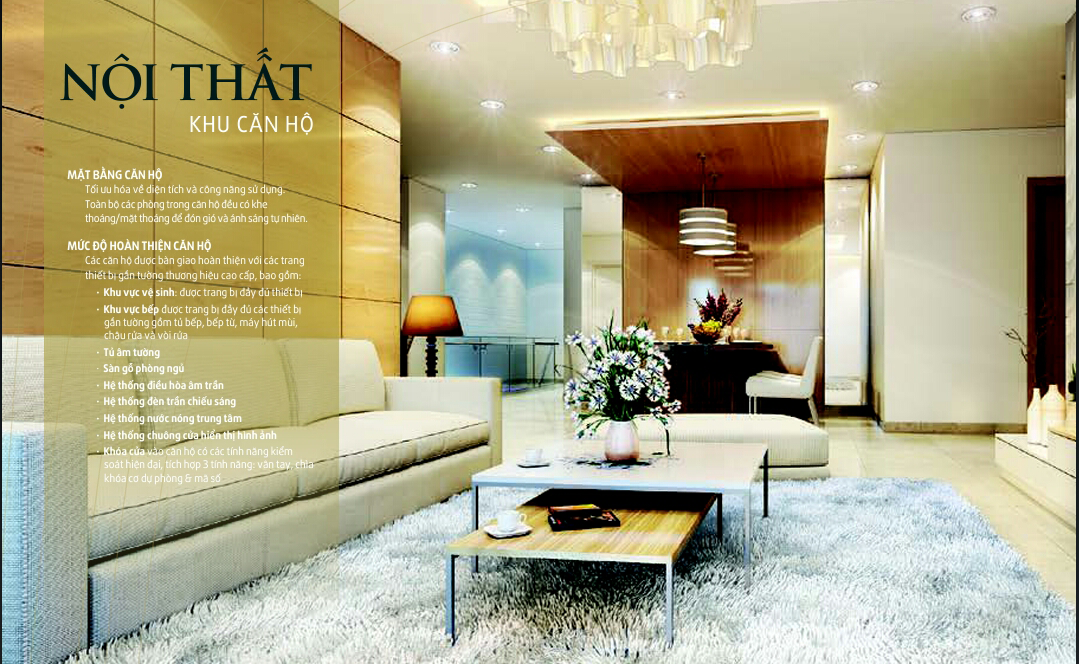 NỘI THẤT
KHU CĂN HỘ
MẶT BẰNG CĂN HỘ
Tối ưu hóa về diện tích và công năng sử dụng.
Toàn bộ các phòng trong căn hộ đều có khe
thoáng/mặt thoáng để đón gió và ánh sáng tự nhiên.
MỨC ĐỘ HOÀN THIỆN CĂN HỘ
Các căn hộ được bàn giao hoàn thiện với các trang
thiết bị gắn tường thương hiệu cao cấp, bao gồm:
• Khu vực vệ sinh: được trang bị đầy đủ thiết bị
• Khu vực bếp được trang bị đầy đủ các thiết bị
gắn tường gồm tủ bếp, bếp từ, máy hút mùi,
chậu rửa và vòi rửa
• Tủ âm tường
• Sàn gỗ phòng ngủ
• Hệ thống điều hòa âm trần
• Hệ thống đèn trần chiếu sáng
• Hệ thống nước nóng trung tâm
• Hệ thống chuông cửa hiển thị hình ảnh
• Khóa cửa vào căn hộ có các tính năng kiểm
soát hiện đại, tích hợp 3 tính năng: vân tay, chìa
khóa cơ dự phòng & mã số